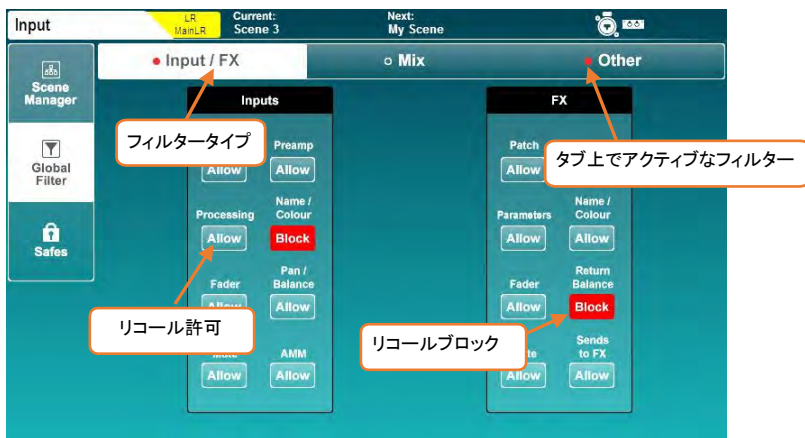 Input
LR
MainLR
Current:
Scene 3
Next:
My Scene
Input / FX
Mix
Other
Scene
Manager
Global
Filter
Safes
Inputs
Preamp
Allow
Allow
Processing
Name /
Colour
Allow
Block
Fader
Pan /
Balance
Allow
Allow
AMM
Allow
Allow
FX
Patch
Allow
Parameters
Name /
Colour
Allow
Allow
Fader
Return
Balance
Allow
Block
Sends
to FX
Allow
Allow
フィルタータイプ
タブ上でアクティブなフィルター
リコール許可
リコールブロック